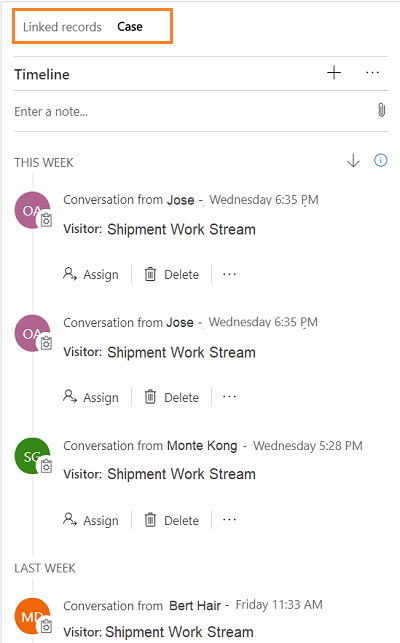 Linked records Case
Timeline
Enter a note...
THIS WEEK
OA
Conversation from Jose - Wednesday 6:35 PM
Visitor: Shipment Work Stream
Assign Delete ...
OA
Conversation from Jose - Wednesday 6:35 PM
Visitor: Shipment Work Stream
Assign Delete ...
SG
Conversation from Monte Kong - Wednesday 5:28 PM
Visitor: Shipment Work Stream
Assign Delete ...
LAST WEEK
MD
Conversation from Bert Hair - Friday 11:33 AM
Visitor: Shipment Work Stream